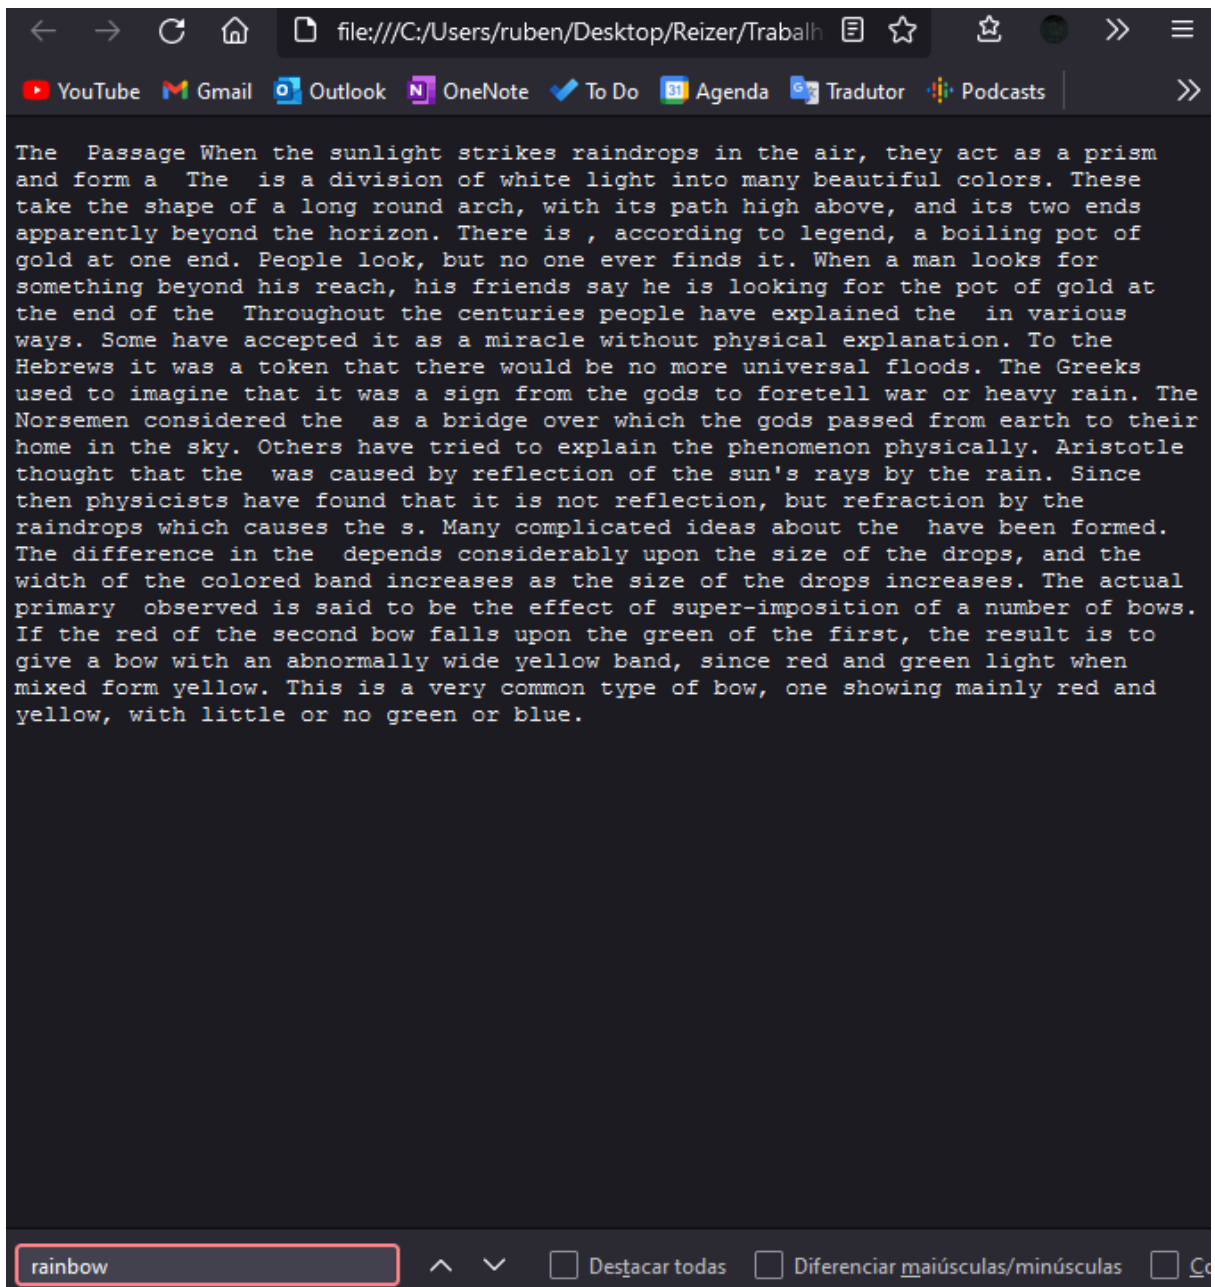 file:///C:/Users/ruben/Desktop/Reizer/Trabalh
YouTube Gmail Outlook OneNote To Do 31 Agenda Tradutor Podcasts
The  Passage When the sunlight strikes raindrops in the air, they act as a prism
and form a  The  is a division of white light into many beautiful colors. These
take the shape of a long round arch, with its path high above, and its two ends
apparently beyond the horizon. There is , according to legend, a boiling pot of
gold at one end. People look, but no one ever finds it. When a man looks for
something beyond his reach, his friends say he is looking for the pot of gold at
the end of the  Throughout the centuries people have explained the  in various
ways. Some have accepted it as a miracle without physical explanation. To the
Hebrews it was a token that there would be no more universal floods. The Greeks
used to imagine that it was a sign from the gods to foretell war or heavy rain. The
Norsemen considered the  as a bridge over which the gods passed from earth to their
home in the sky. Others have tried to explain the phenomenon physically. Aristotle
thought that the  was caused by reflection of the sun's rays by the rain. Since
then physicists have found that it is not reflection, but refraction by the
raindrops which causes the s. Many complicated ideas about the  have been formed.
The difference in the  depends considerably upon the size of the drops, and the
width of the colored band increases as the size of the drops increases. The actual
primary  observed is said to be the effect of super-imposition of a number of bows.
If the red of the second bow falls upon the green of the first, the result is to
give a bow with an abnormally wide yellow band, since red and green light when
mixed form yellow. This is a very common type of bow, one showing mainly red and
yellow, with little or no green or blue.
rainbow Destacar todas Diferenciar maiúsculas/minúsculas Co